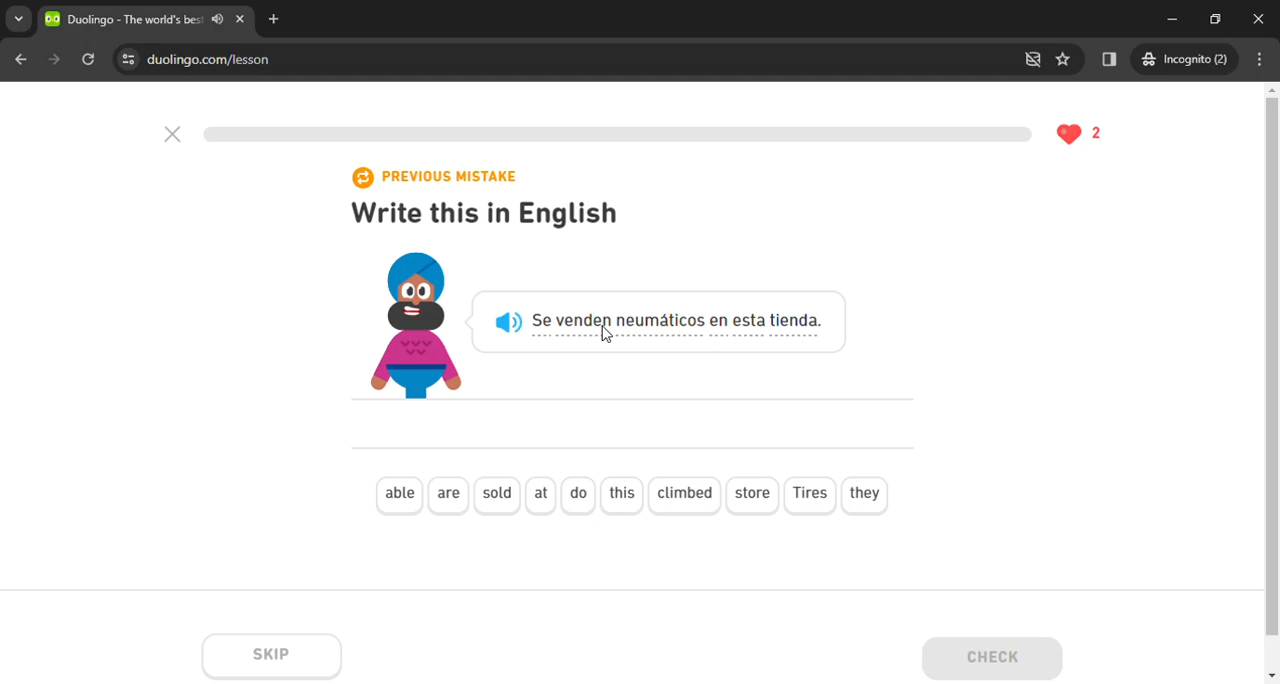 Duolingo - The world's bes
duolingo.com/lesson
Incognito (2)
2
PREVIOUS MISTAKE
Write this in English
Se venden neumáticos en esta tienda.
able are sold at do this climbed store Tires they
SKIP
CHECK